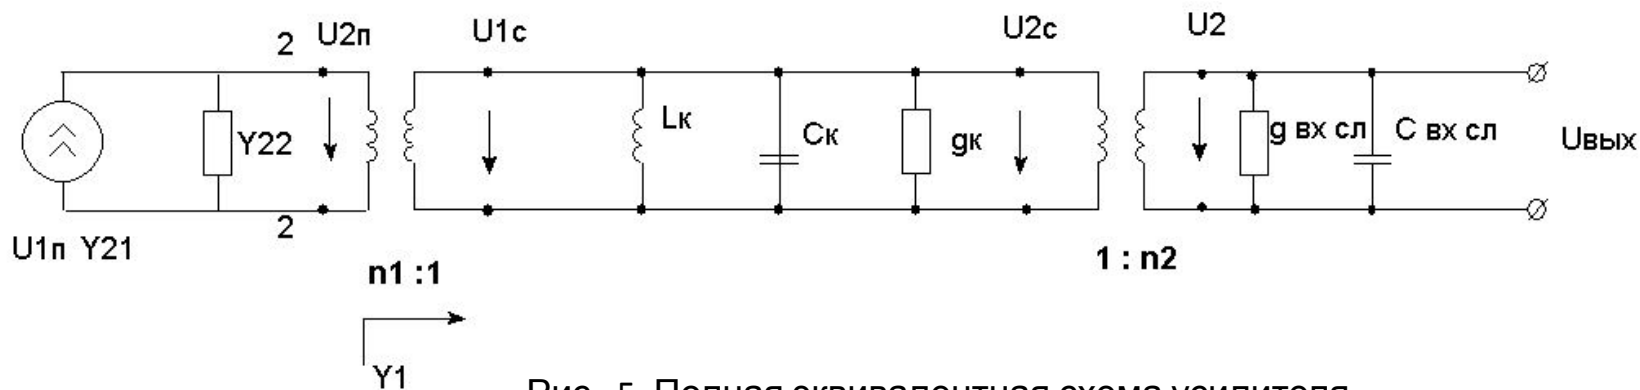 2 U2п U1с U2с U2
Y22 Lк Cк gк g вх сл C вх сл Uвых
2
U1п Y21
n1 :1 1 : n2
Y1
Рис. 5 Полная эквивалентная схема усилителя